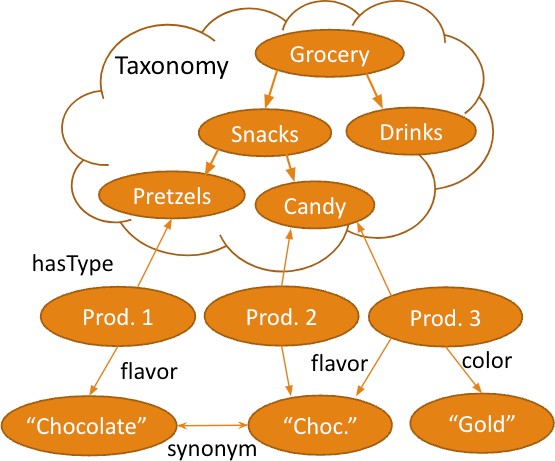 Grocery
Taxonomy
Snacks
Drinks
Pretzels
Candy
hasType
Prod. 1
Prod. 2
Prod. 3
flavor
flavor
color
“Chocolate”
“Choc.”
“Gold”
synonym